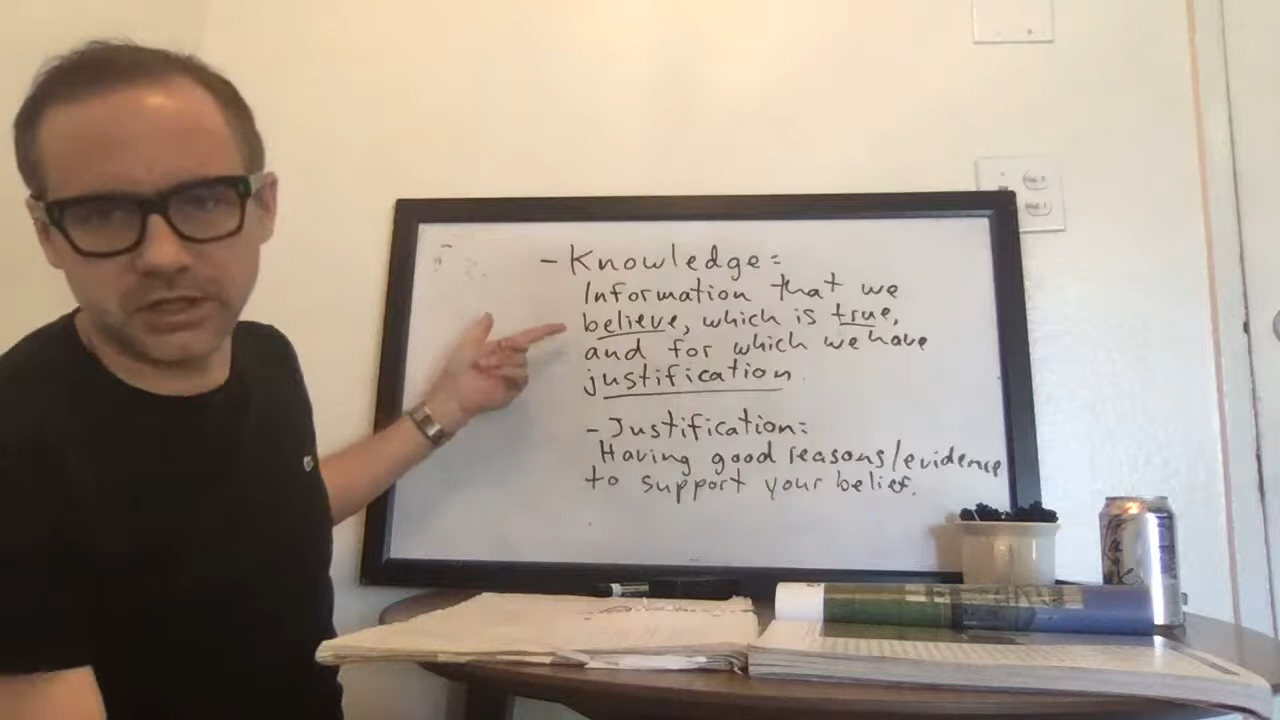 - Knowledge:
Information that we
believe, which is true,
and for which we have
justification.
- Justification:
Having good reasons/evidence
to support your belief.